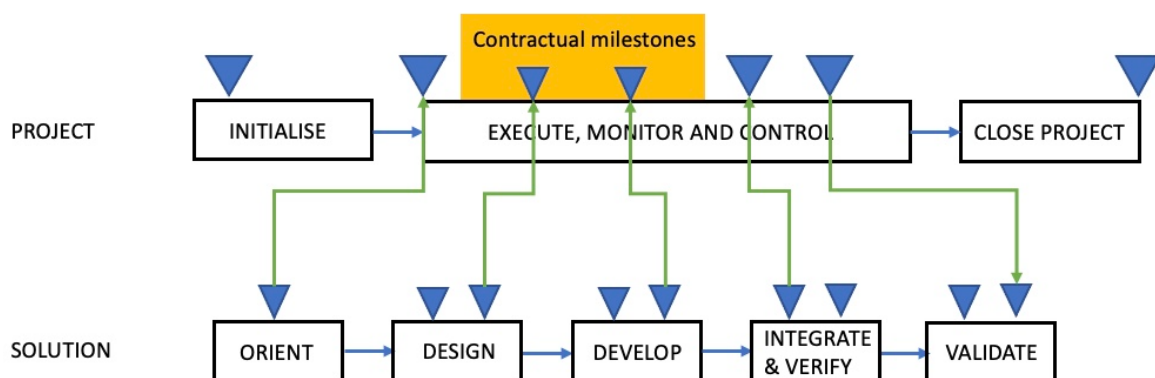 Contractual milestones
PROJECT
INITIALISE
EXECUTE, MONITOR AND CONTROL
CLOSE PROJECT
SOLUTION
ORIENT
DESIGN
DEVELOP
INTEGRATE
& VERIFY
VALIDATE